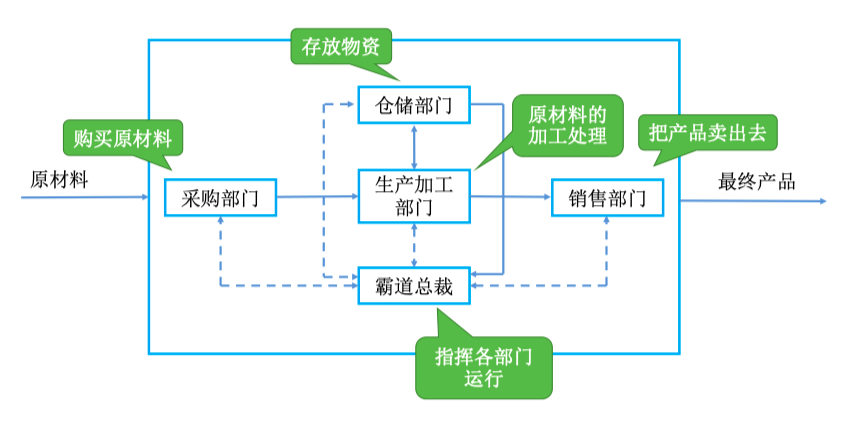 存放物资
仓储部门
原材料的
加工处理
购买原材料
把产品卖出去
原材料
采购部门
生产加工
部门
销售部门
最终产品
霸道总裁
指挥各部门
运行